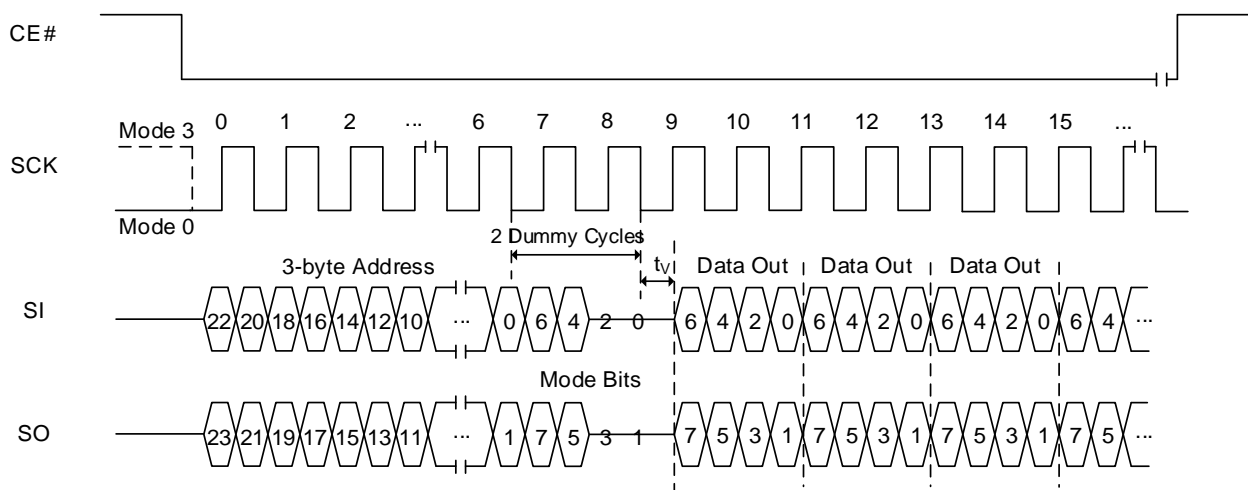 CE#
0 1 2 ... 6 7 8 9 10 11 12 13 14 15 ...
Mode 3
SCK
Mode 0
2 Dummy Cycles
3-byte Address tV Data Out Data Out Data Out
SI 22 20 18 16 14 12 10 ... 0 6 4 2 0 6 4 2 0 6 4 2 0 6 4 2 0 6 4 ...
Mode Bits
SO 23 21 19 17 15 13 11 ... 1 7 5 3 1 7 5 3 1 7 5 3 1 7 5 3 1 7 5 ...